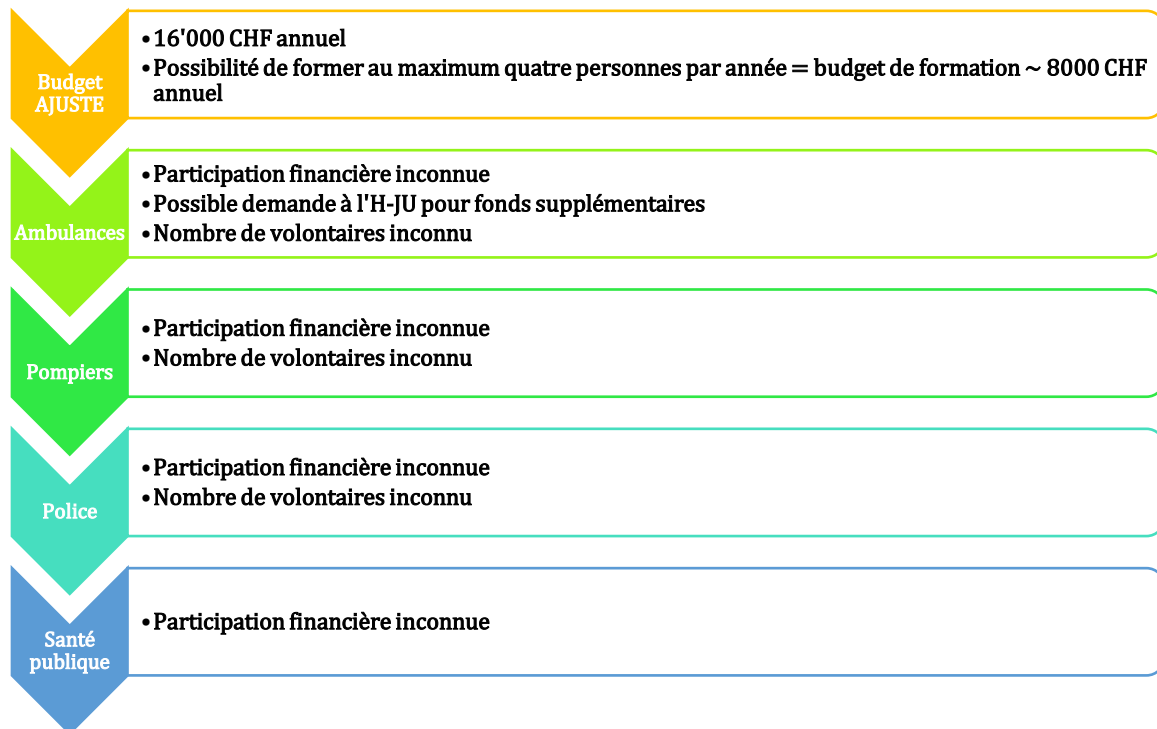 Budget
AJUSTE
•16'000 CHF annuel
•Possibilité de former au maximum quatre personnes par année = budget de formation ~ 8000 CHF
annuel
Ambulances
•Participation financière inconnue
•Possible demande à l'H-JU pour fonds supplémentaires
•Nombre de volontaires inconnu
Pompiers
•Participation financière inconnue
•Nombre de volontaires inconnu
Police
•Participation financière inconnue
•Nombre de volontaires inconnu
Santé
publique
•Participation financière inconnue